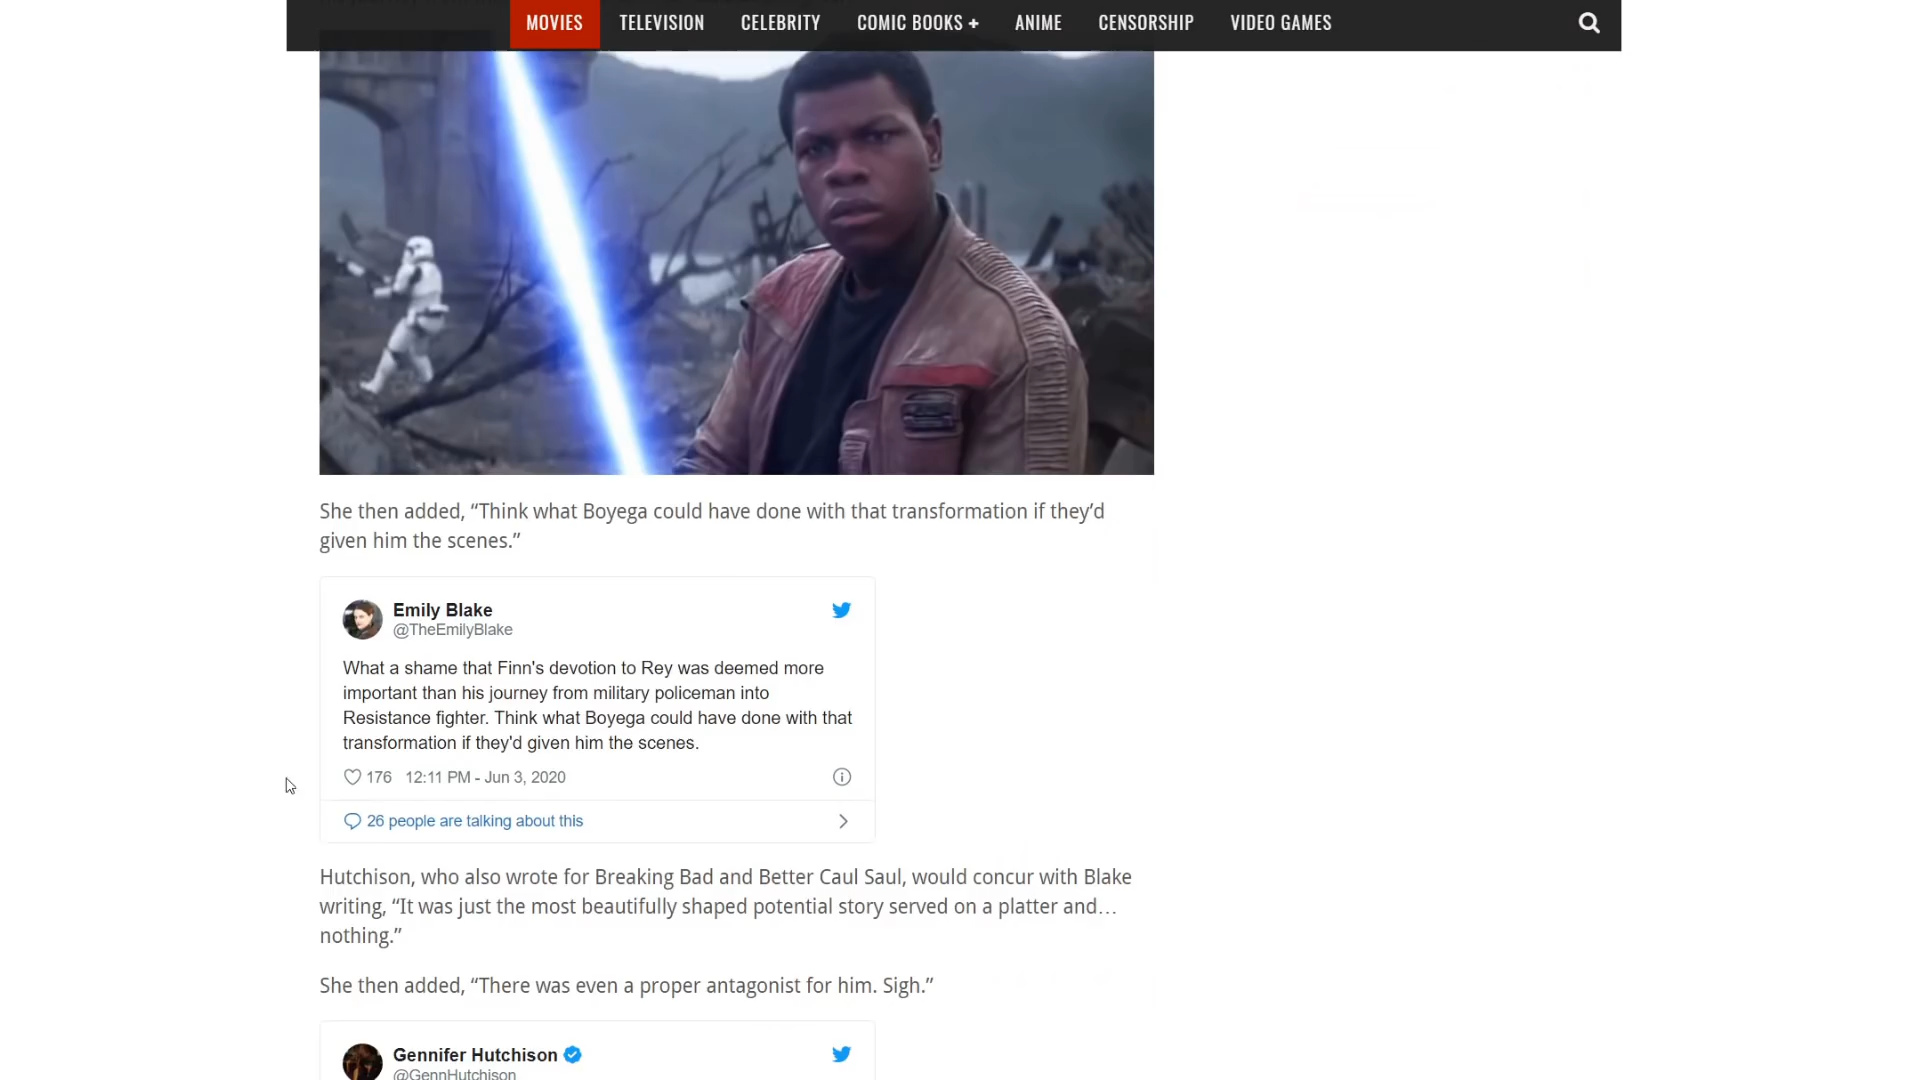 MOVIES TELEVISION CELEBRITY COMIC BOOKS + ANIME CENSORSHIP VIDEO GAMES
She then added, “Think what Boyega could have done with that transformation if they’d
given him the scenes.”
Emily Blake
@TheEmilyBlake
What a shame that Finn's devotion to Rey was deemed more
important than his journey from military policeman into
Resistance fighter. Think what Boyega could have done with that
transformation if they'd given him the scenes.
176 12:11 PM - Jun 3, 2020
26 people are talking about this
Hutchison, who also wrote for Breaking Bad and Better Caul Saul, would concur with Blake
writing, “It was just the most beautifully shaped potential story served on a platter and…
nothing.”
She then added, “There was even a proper antagonist for him. Sigh.”
Gennifer Hutchison
@GennHutchison